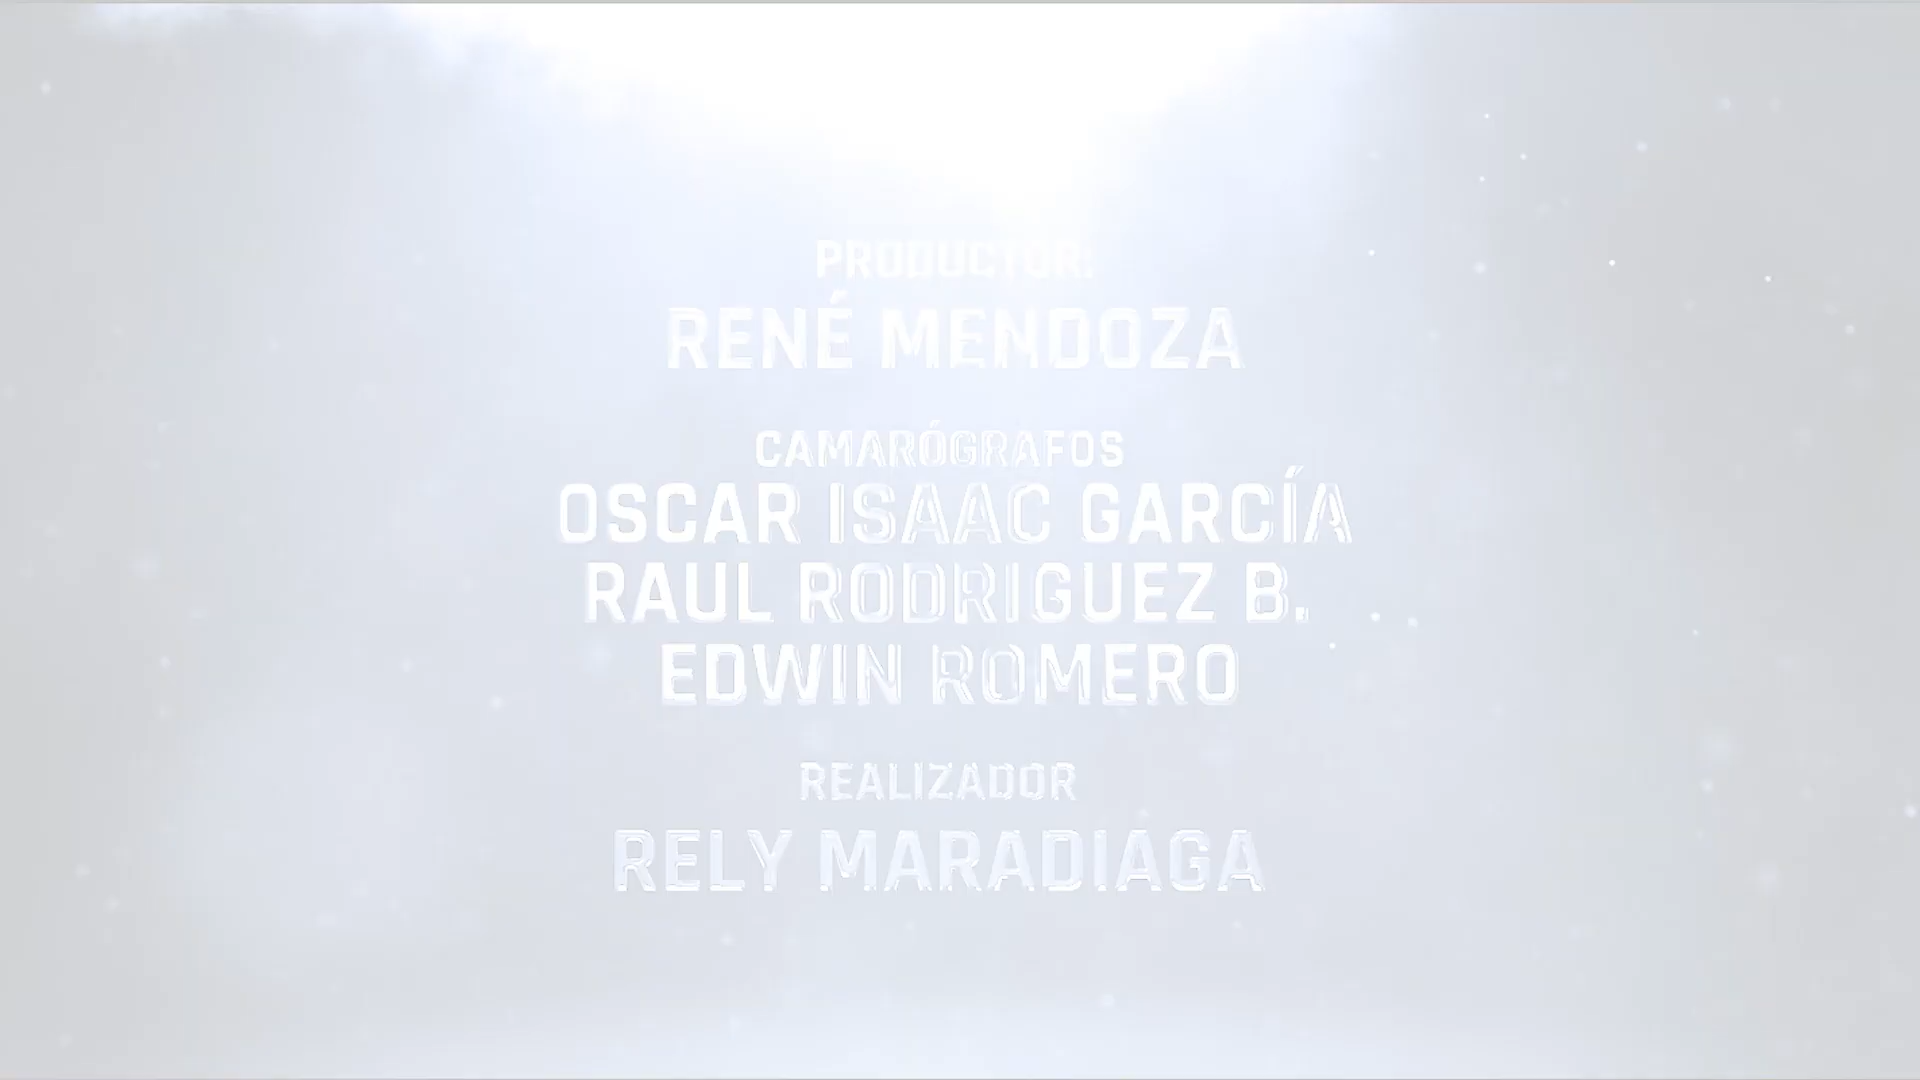 PRODUCTOR:
RENÉ MENDOZA
CAMARÓGRAFOS
OSCAR ISAAC GARCÍA
RAUL RODRIGUEZ B.
EDWIN ROMERO
REALIZADOR
RELY MARADIAGA